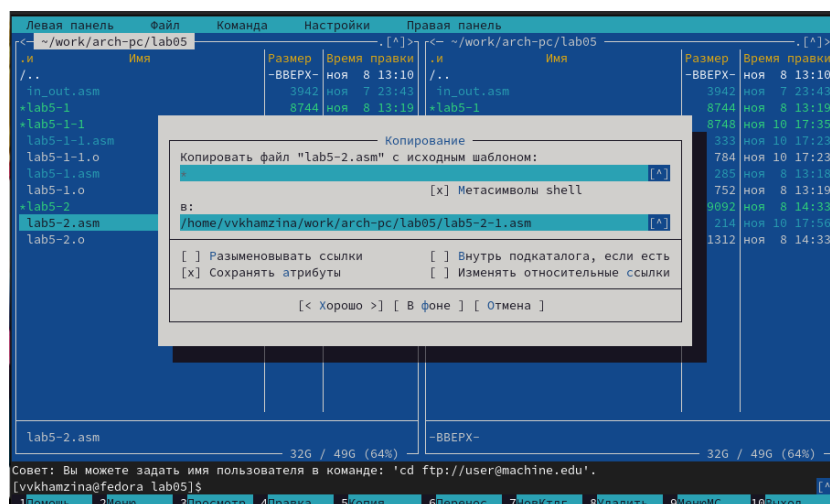 Левая панель Файл Команда Настройки Правая панель
<─ ~/work/arch-pc/lab05 ─.[^]>┐ <─ ~/work/arch-pc/lab05 ─.[^]>
.и Имя Размер Время правки .и Имя Размер Время правки
/.. -ВВЕРХ- ноя 8 13:10 /.. -ВВЕРХ- ноя 8 13:10
in_out.asm 3942 ноя 7 23:43 in_out.asm 3942 ноя 7 23:43
*lab5-1 8744 ноя 8 13:19 *lab5-1 8744 ноя 8 13:19
*lab5-1-1 8748 ноя 10 17:35
lab5-1-1.asm Копирование 333 ноя 10 17:23
lab5-1-1.o Копировать файл "lab5-2.asm" с исходным шаблоном: 784 ноя 10 17:23
lab5-1.asm * [^] 285 ноя 8 13:18
lab5-1.o [x] Метасимволы shell 752 ноя 8 13:19
*lab5-2 в: 9092 ноя 8 14:33
lab5-2.asm /home/vvkhamzina/work/arch-pc/lab05/lab5-2-1.asm [^] 214 ноя 10 17:56
lab5-2.o 1312 ноя 8 14:33
[ ] Разыменовывать ссылки [ ] Внутрь подкаталога, если есть
[x] Сохранять атрибуты [ ] Изменять относительные ссылки
[< Хорошо >] [ В фоне ] [ Отмена ]
lab5-2.asm -ВВЕРХ-
32G / 49G (64%) 32G / 49G (64%)
Совет: Вы можете задать имя пользователя в команде: 'cd ftp://user@machine.edu'.
[vvkhamzina@fedora lab05]$ [^
1Помощь 2Меню 3Просмотр 4Правка 5Копия 6Перенос 7НовКтлг 8Удалить 9МенюМС 10Выход